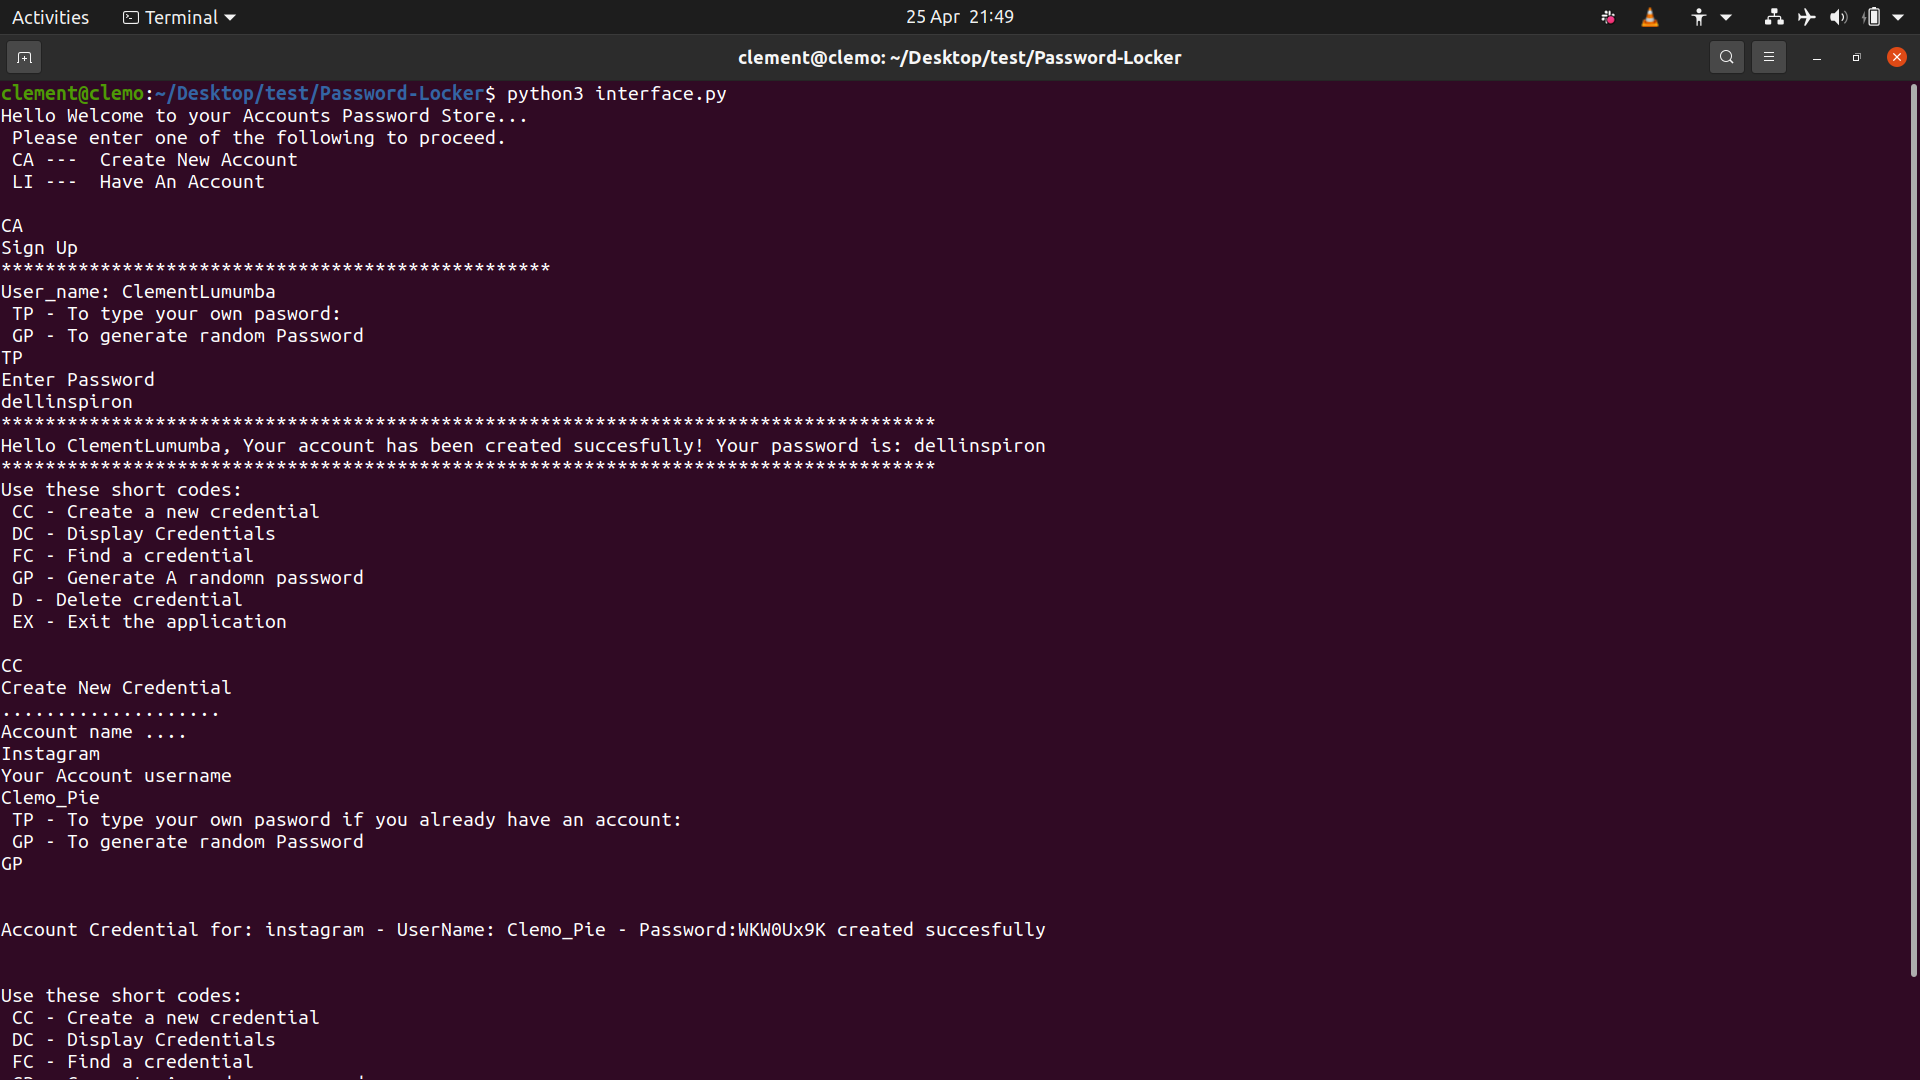 Activities Terminal 25 Apr 21:49
clement@clemo: ~/Desktop/test/Password-Locker
clement@clemo:~/Desktop/test/Password-Locker$ python3 interface.py
Hello Welcome to your Accounts Password Store...
 Please enter one of the following to proceed.
 CA ---  Create New Account
 LI ---  Have An Account
CA
Sign Up
**************************************************
User_name: ClementLumumba
 TP - To type your own pasword:
 GP - To generate random Password
TP
Enter Password
dellinspiron
*************************************************************************************
Hello ClementLumumba, Your account has been created succesfully! Your password is: dellinspiron
*************************************************************************************
Use these short codes:
 CC - Create a new credential
 DC - Display Credentials
 FC - Find a credential
 GP - Generate A randomn password
 D - Delete credential
 EX - Exit the application
CC
Create New Credential
....................
Account name ....
Instagram
Your Account username
Clemo_Pie
 TP - To type your own pasword if you already have an account:
 GP - To generate random Password
GP
Account Credential for: instagram - UserName: Clemo_Pie - Password:WKW0Ux9K created succesfully
Use these short codes:
 CC - Create a new credential
 DC - Display Credentials
 FC - Find a credential